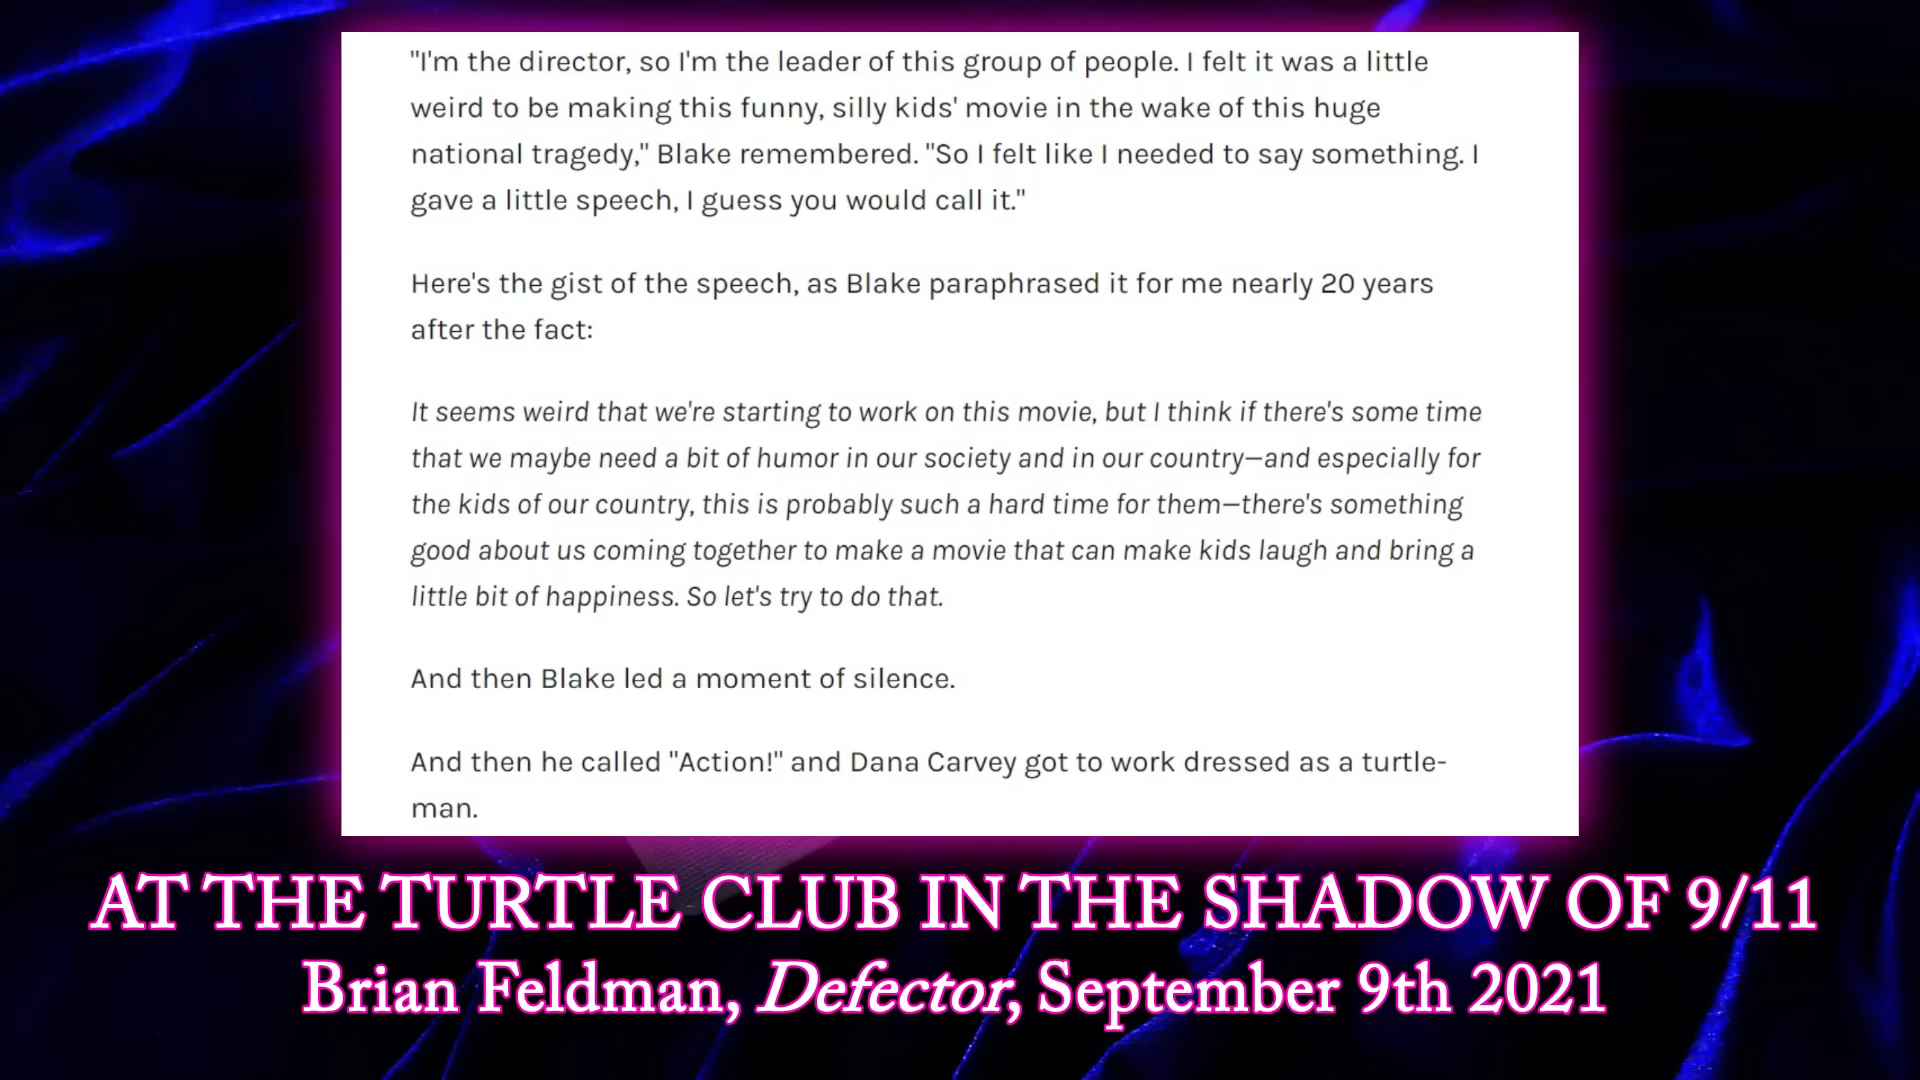 "I'm the director, so I'm the leader of this group of people. I felt it was a little
weird to be making this funny, silly kids' movie in the wake of this huge
national tragedy," Blake remembered. "So I felt like I needed to say something. I
gave a little speech, I guess you would call it."
Here's the gist of the speech, as Blake paraphrased it for me nearly 20 years
after the fact:
It seems weird that we're starting to work on this movie, but I think if there's some time
that we maybe need a bit of humor in our society and in our country—and especially for
the kids of our country, this is probably such a hard time for them—there's something
good about us coming together to make a movie that can make kids laugh and bring a
little bit of happiness. So let's try to do that.
And then Blake led a moment of silence.
And then he called "Action!" and Dana Carvey got to work dressed as a turtle-
man.
AT THE TURTLE CLUB IN THE SHADOW OF 9/11
Brian Feldman, Defector, September 9th 2021